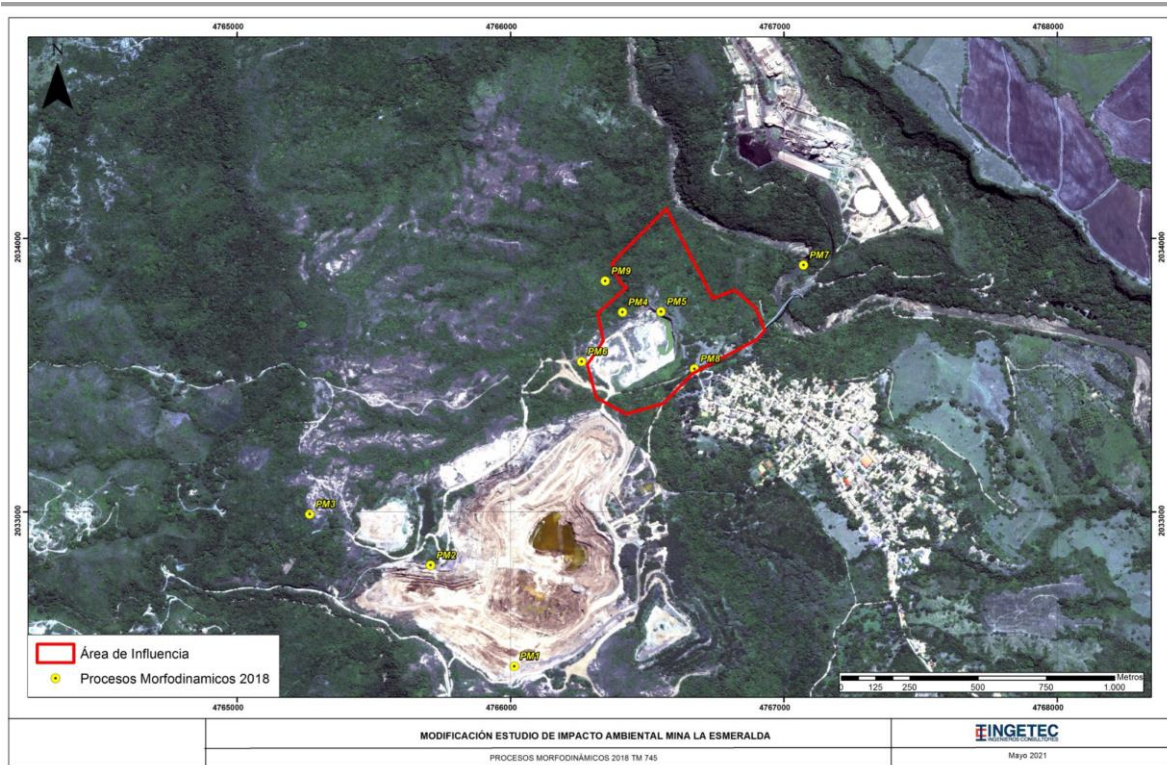 4765000 4766000 4767000 4768000
N
2034000 2034000
PM7
PM9
PM4 PM5
PM6
PM8
2033000 2033000
PM3
PM2
PM1
Área de Influencia
Procesos Morfodinamicos 2018
Metros
0 125 250 500 750 1.000
4765000 4766000 4767000 4768000
MODIFICACIÓN ESTUDIO DE IMPACTO AMBIENTAL MINA LA ESMERALDA
INGETEC
INGENIEROS CONSULTORES
PROCESOS MORFODINÁMICOS 2018 TM 745
Mayo 2021